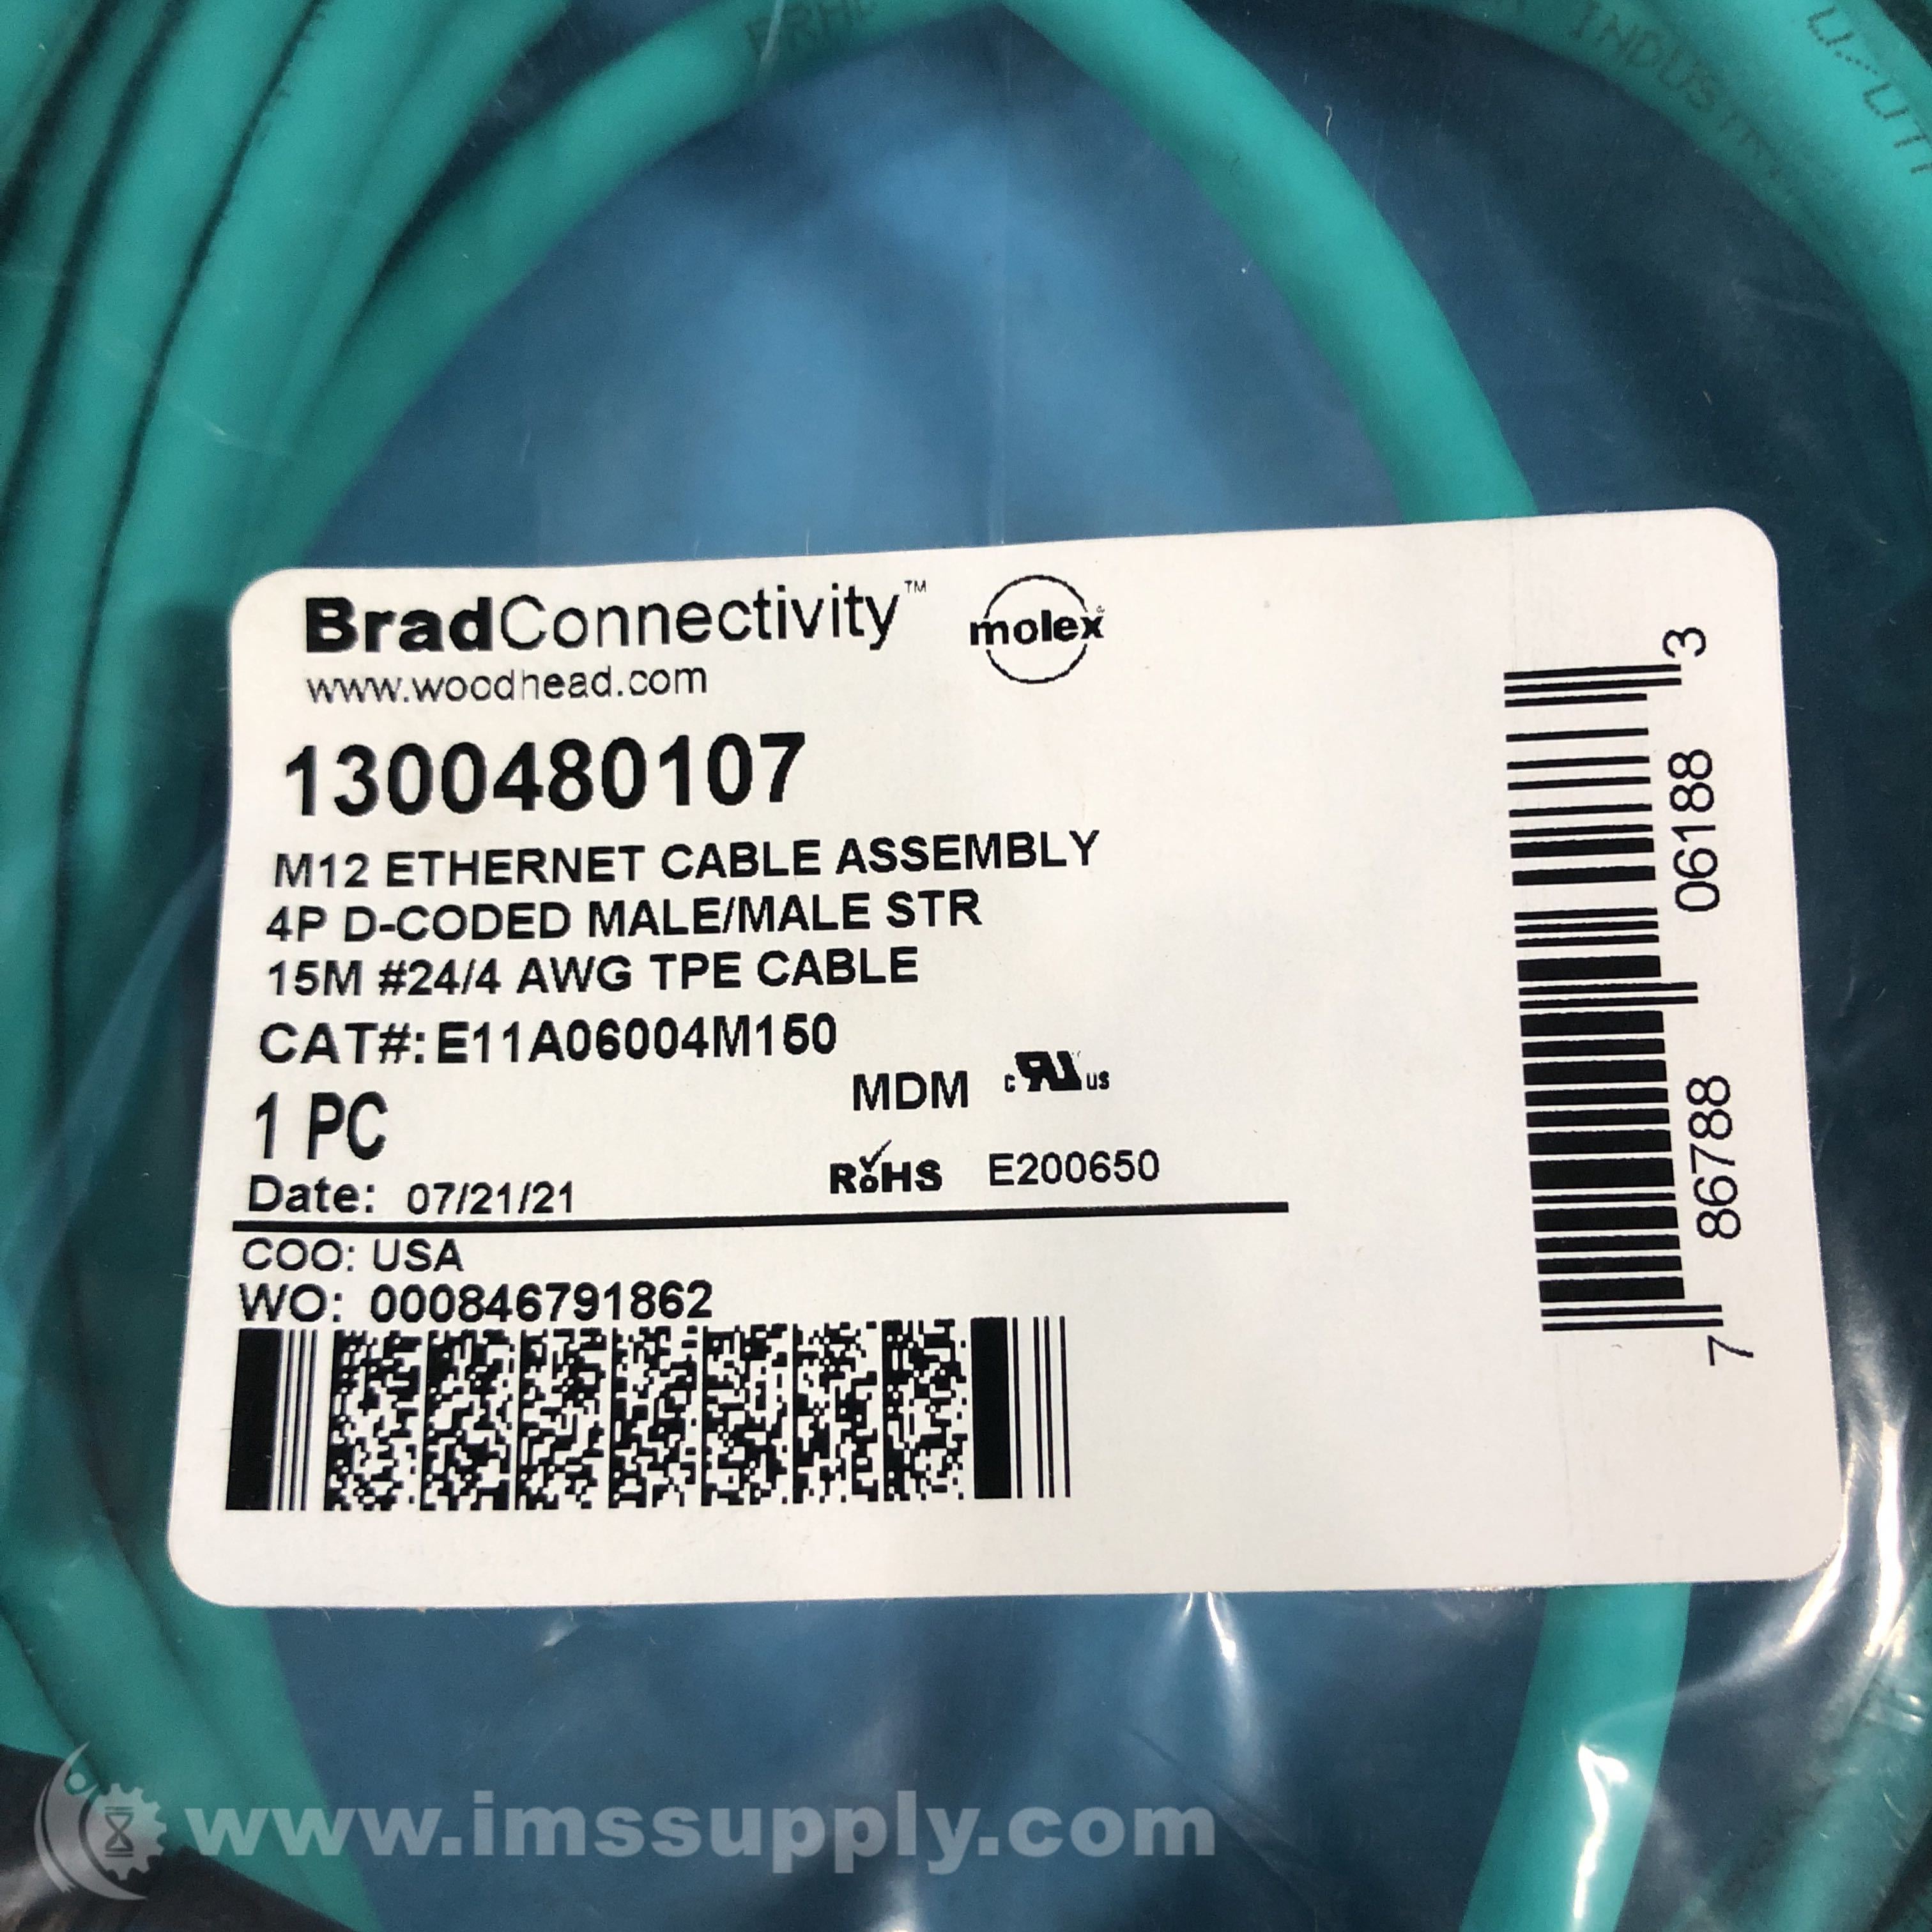 INDUSTRI
BradConnectivity™
molex
www.woodhead.com
1300480107
M12 ETHERNET CABLE ASSEMBLY
4P D-CODED MALE/MALE STR
15M #24/4 AWG TPE CABLE
CAT#: E11A06004M150
1 PC
MDM
c us
Date: 07/21/21
RoHS
E200650
COO: USA
WO: 000846791862
7 86788 06188 3
www.imssupply.com